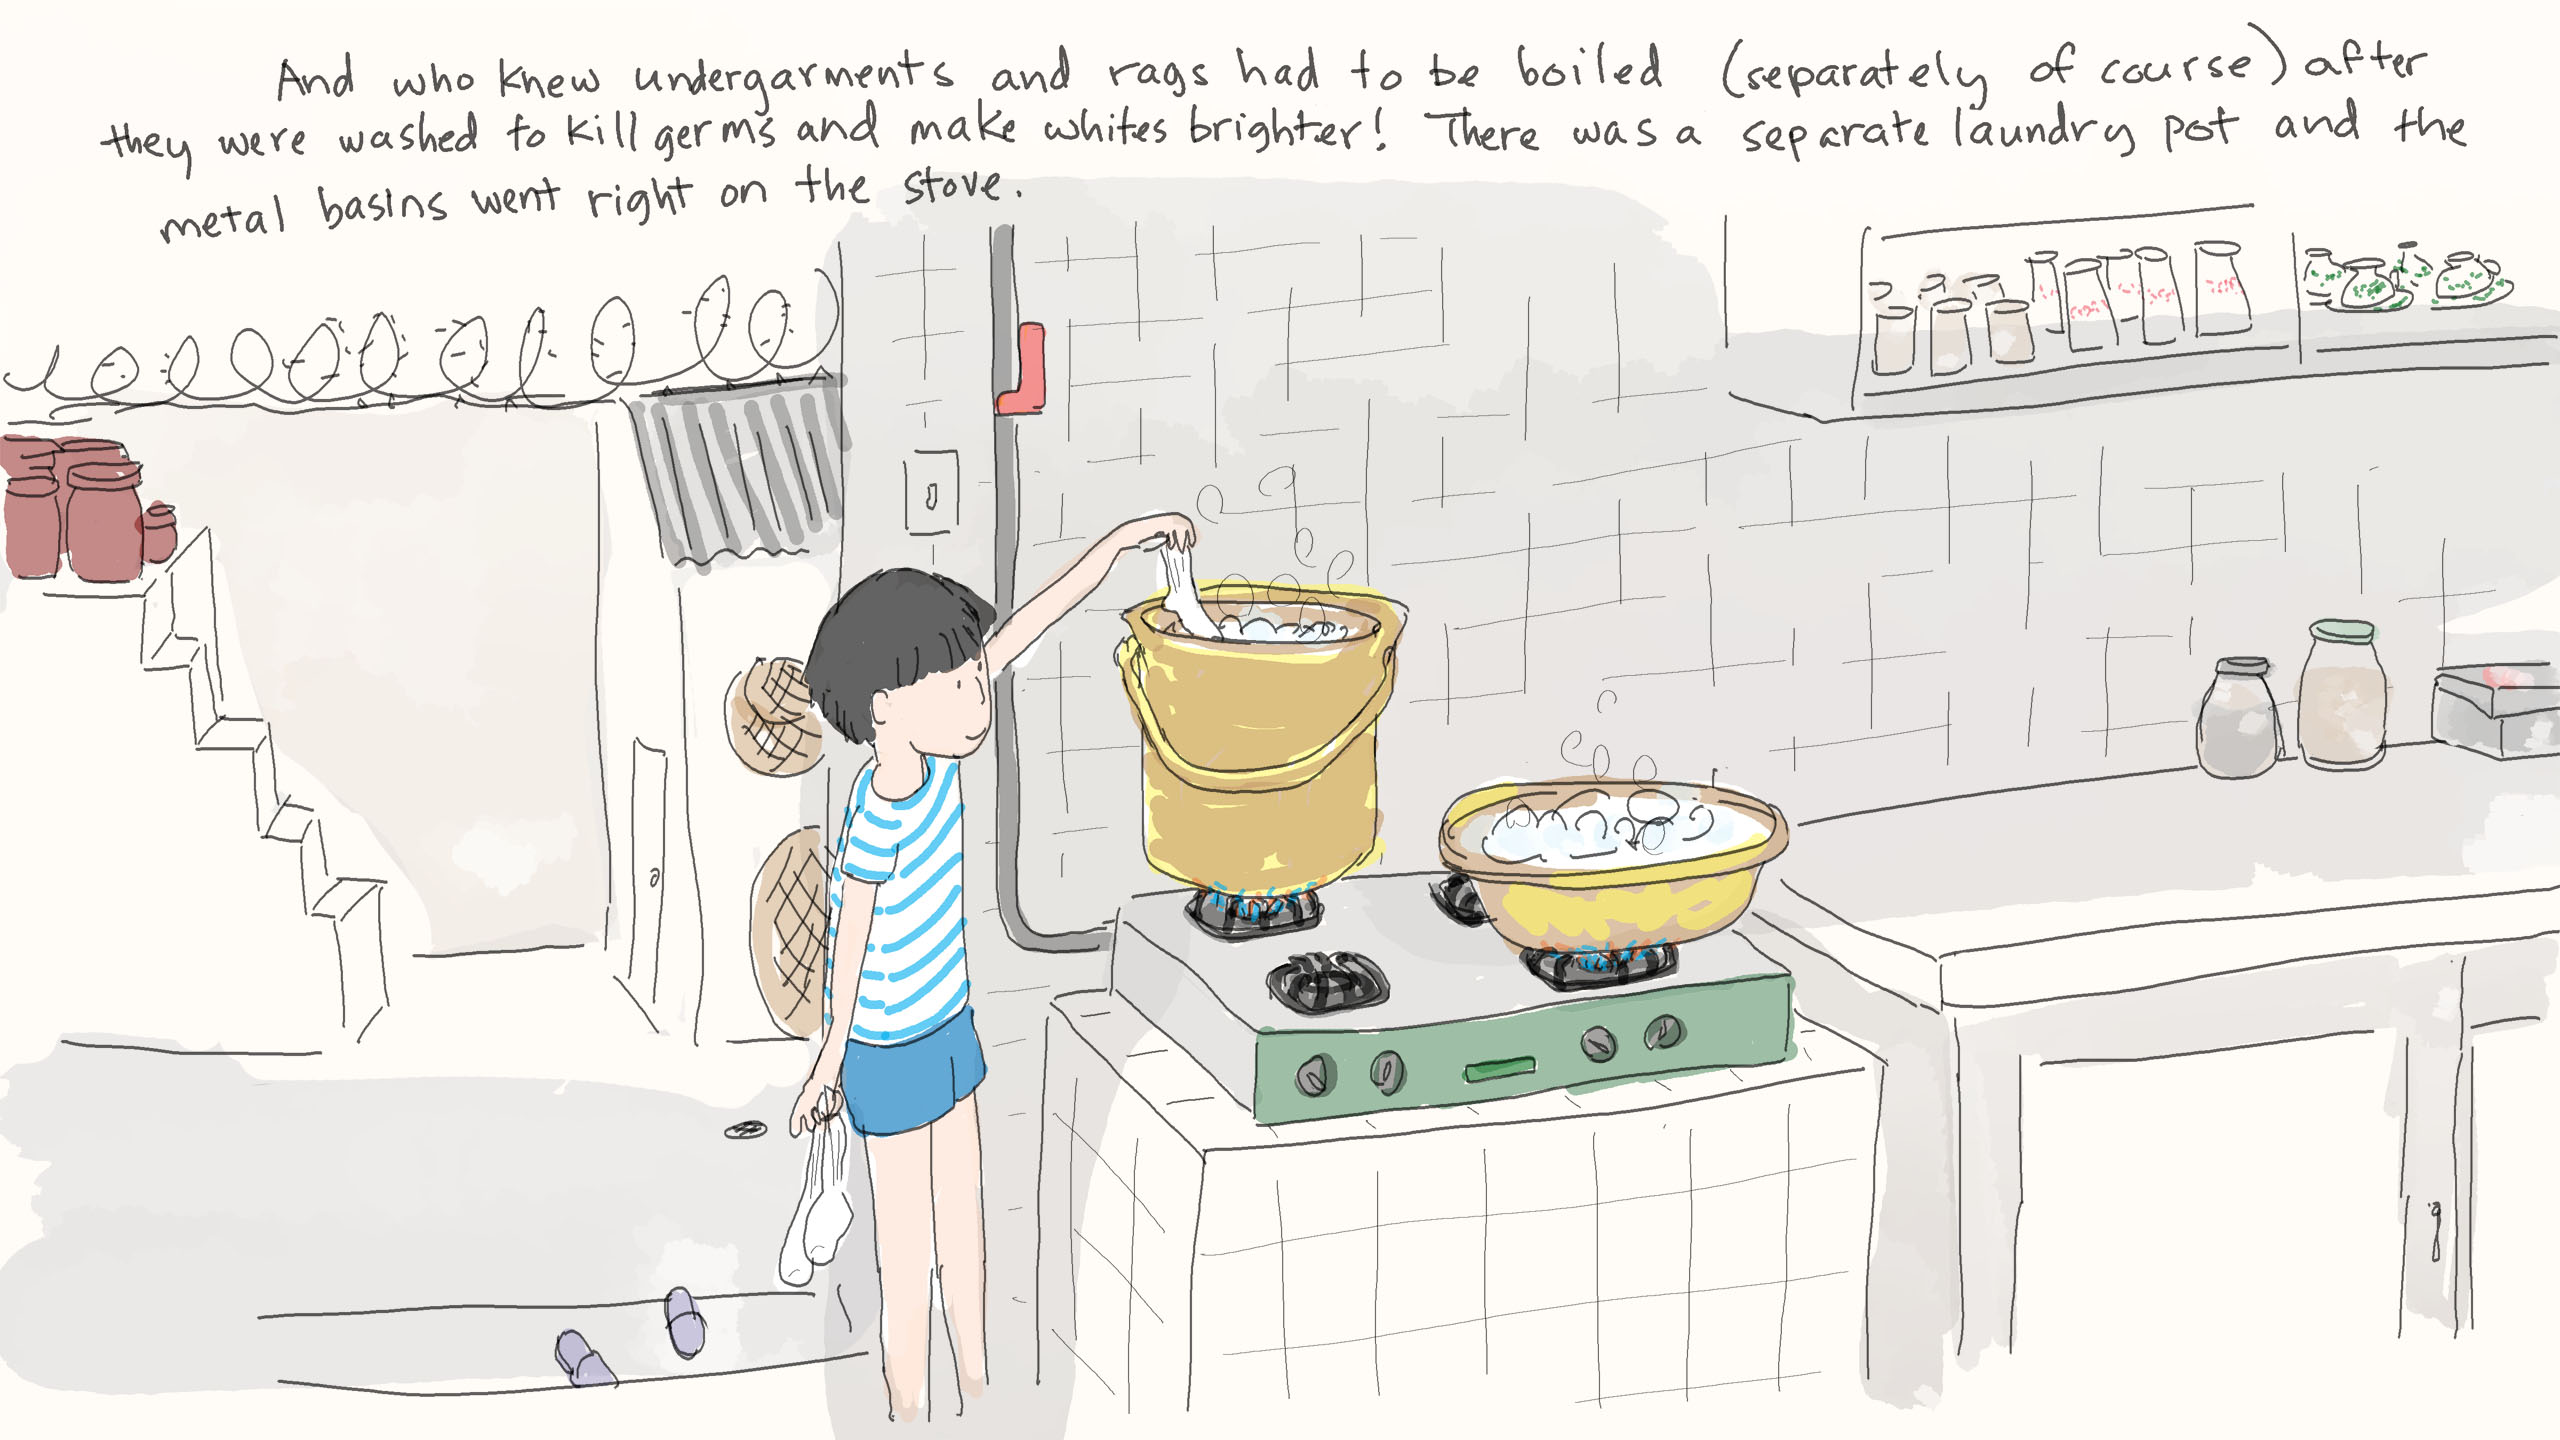 And who knew undergarments and rags had to be boiled (separately of course) after
they were washed to kill germs and make whites brighter! There was a separate laundry pot and the
metal basins went right on the stove.